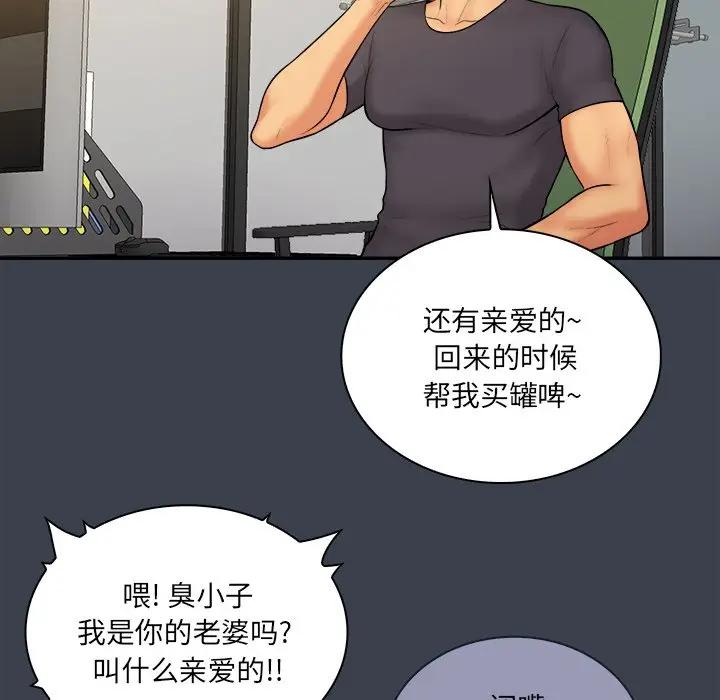 还有亲爱的~
回来的时候
帮我买罐啤~
喂! 臭小子
我是你的老婆吗?
叫什么亲爱的!!